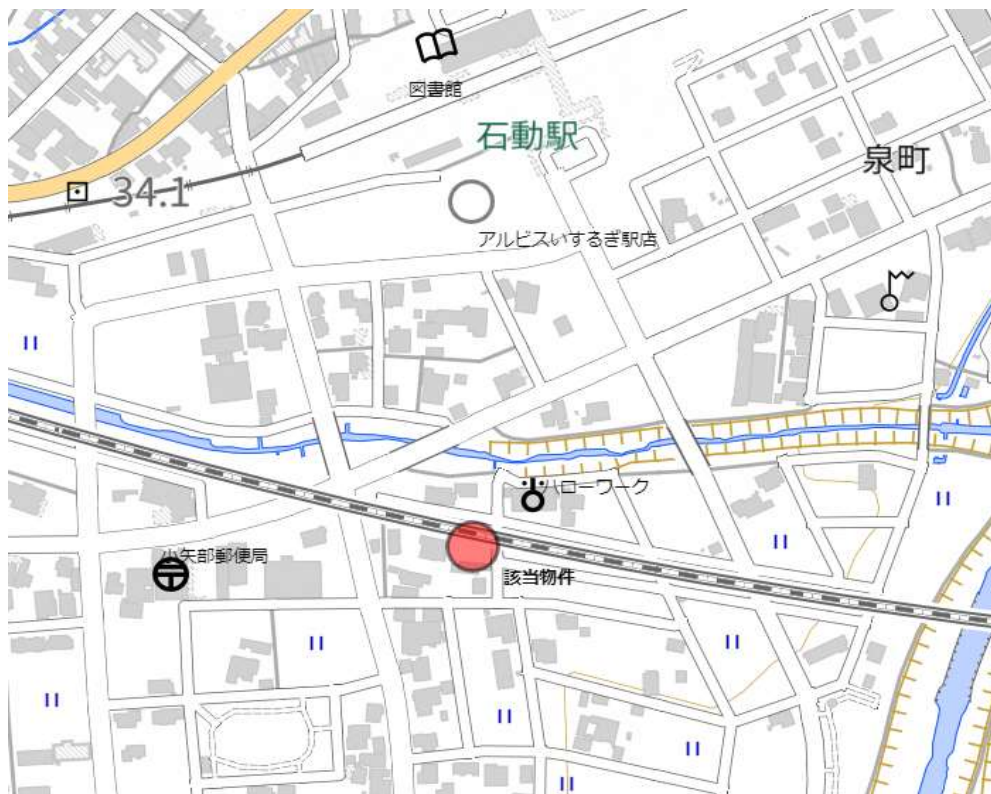 図書館
石動駅
泉町
34.1
アルビスいするぎ駅店
ハローワーク
小矢部郵便局
該当物件